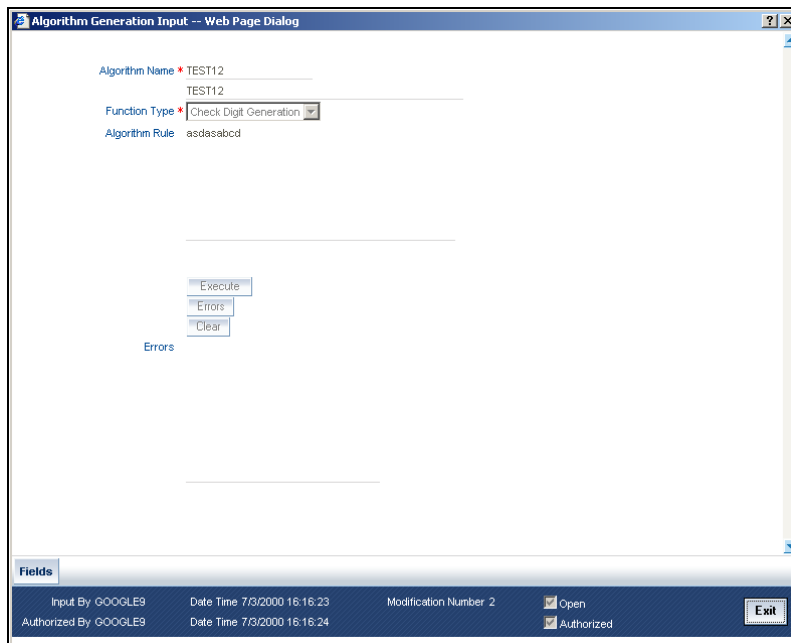 Algorithm Generation Input -- Web Page Dialog
Algorithm Name * TEST12
TEST12
Function Type * Check Digit Generation
Algorithm Rule asdasabcd
Execute
Errors
Clear
Errors
Fields
Input By GOOGLE9 Date Time 7/3/2000 16:16:23 Modification Number 2 Open
Authorized By GOOGLE9 Date Time 7/3/2000 16:16:24 Authorized
Exit